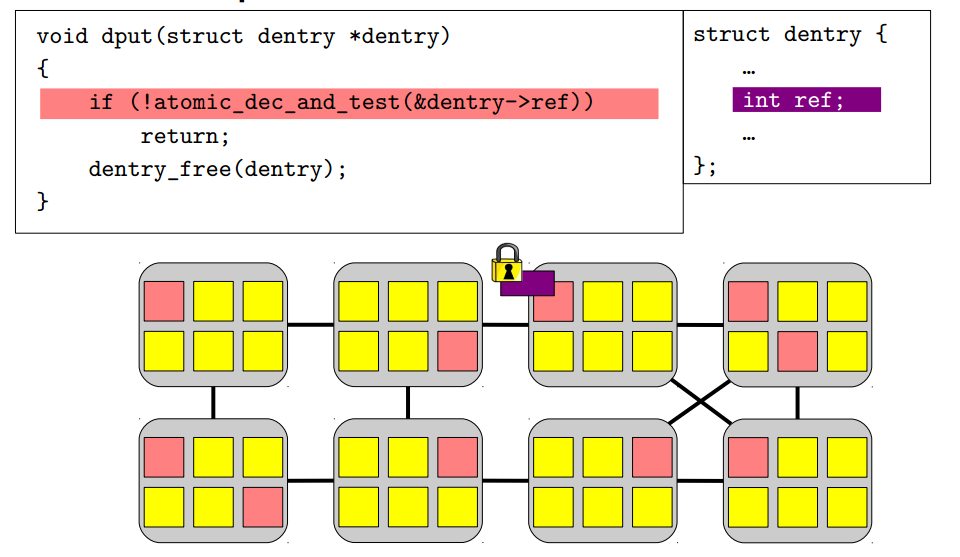 void dput(struct dentry *dentry)
{
if (!atomic_dec_and_test(&dentry->ref))
return;
dentry_free(dentry);
}
struct dentry {
…
int ref;
…
};